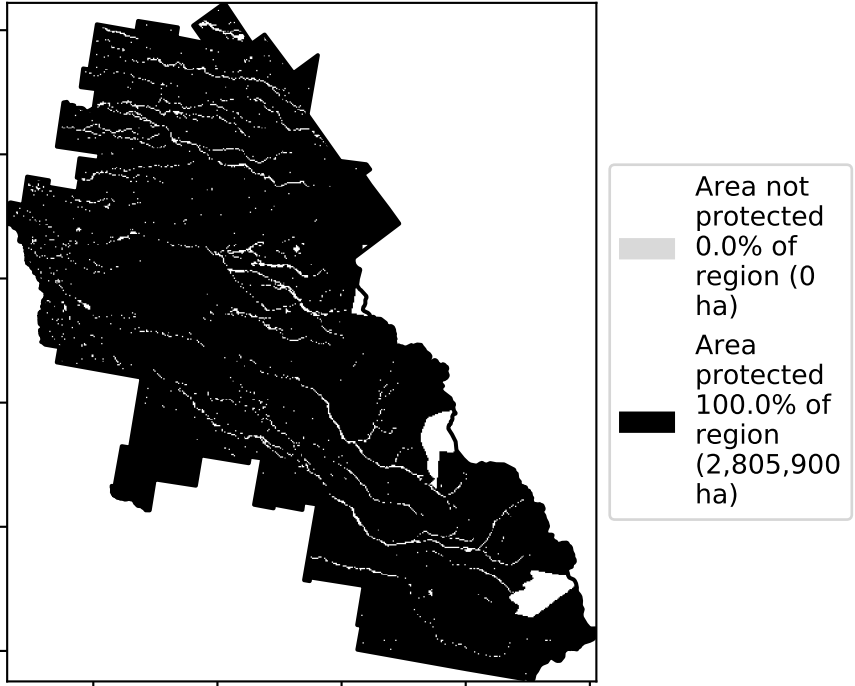 Area not
protected
0.0% of
region (0
ha)
Area
protected
100.0% of
region
(2,805,900
ha)